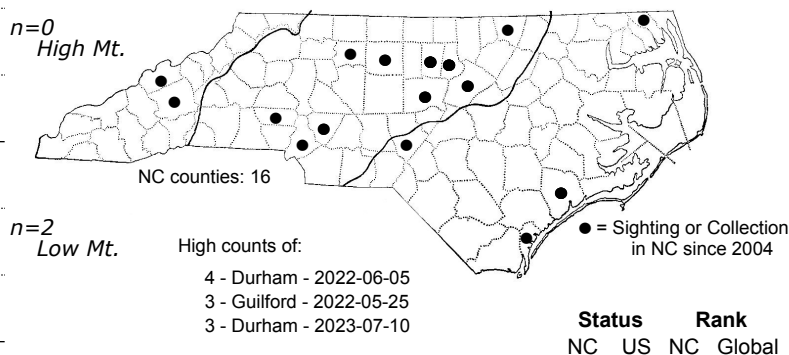 n=0
High Mt.
NC counties: 16
n=2
Low Mt.
High counts of:
4 - Durham - 2022-06-05
3 - Guilford - 2022-05-25
3 - Durham - 2023-07-10
● = Sighting or Collection
in NC since 2004
Status Rank
NC US NC Global